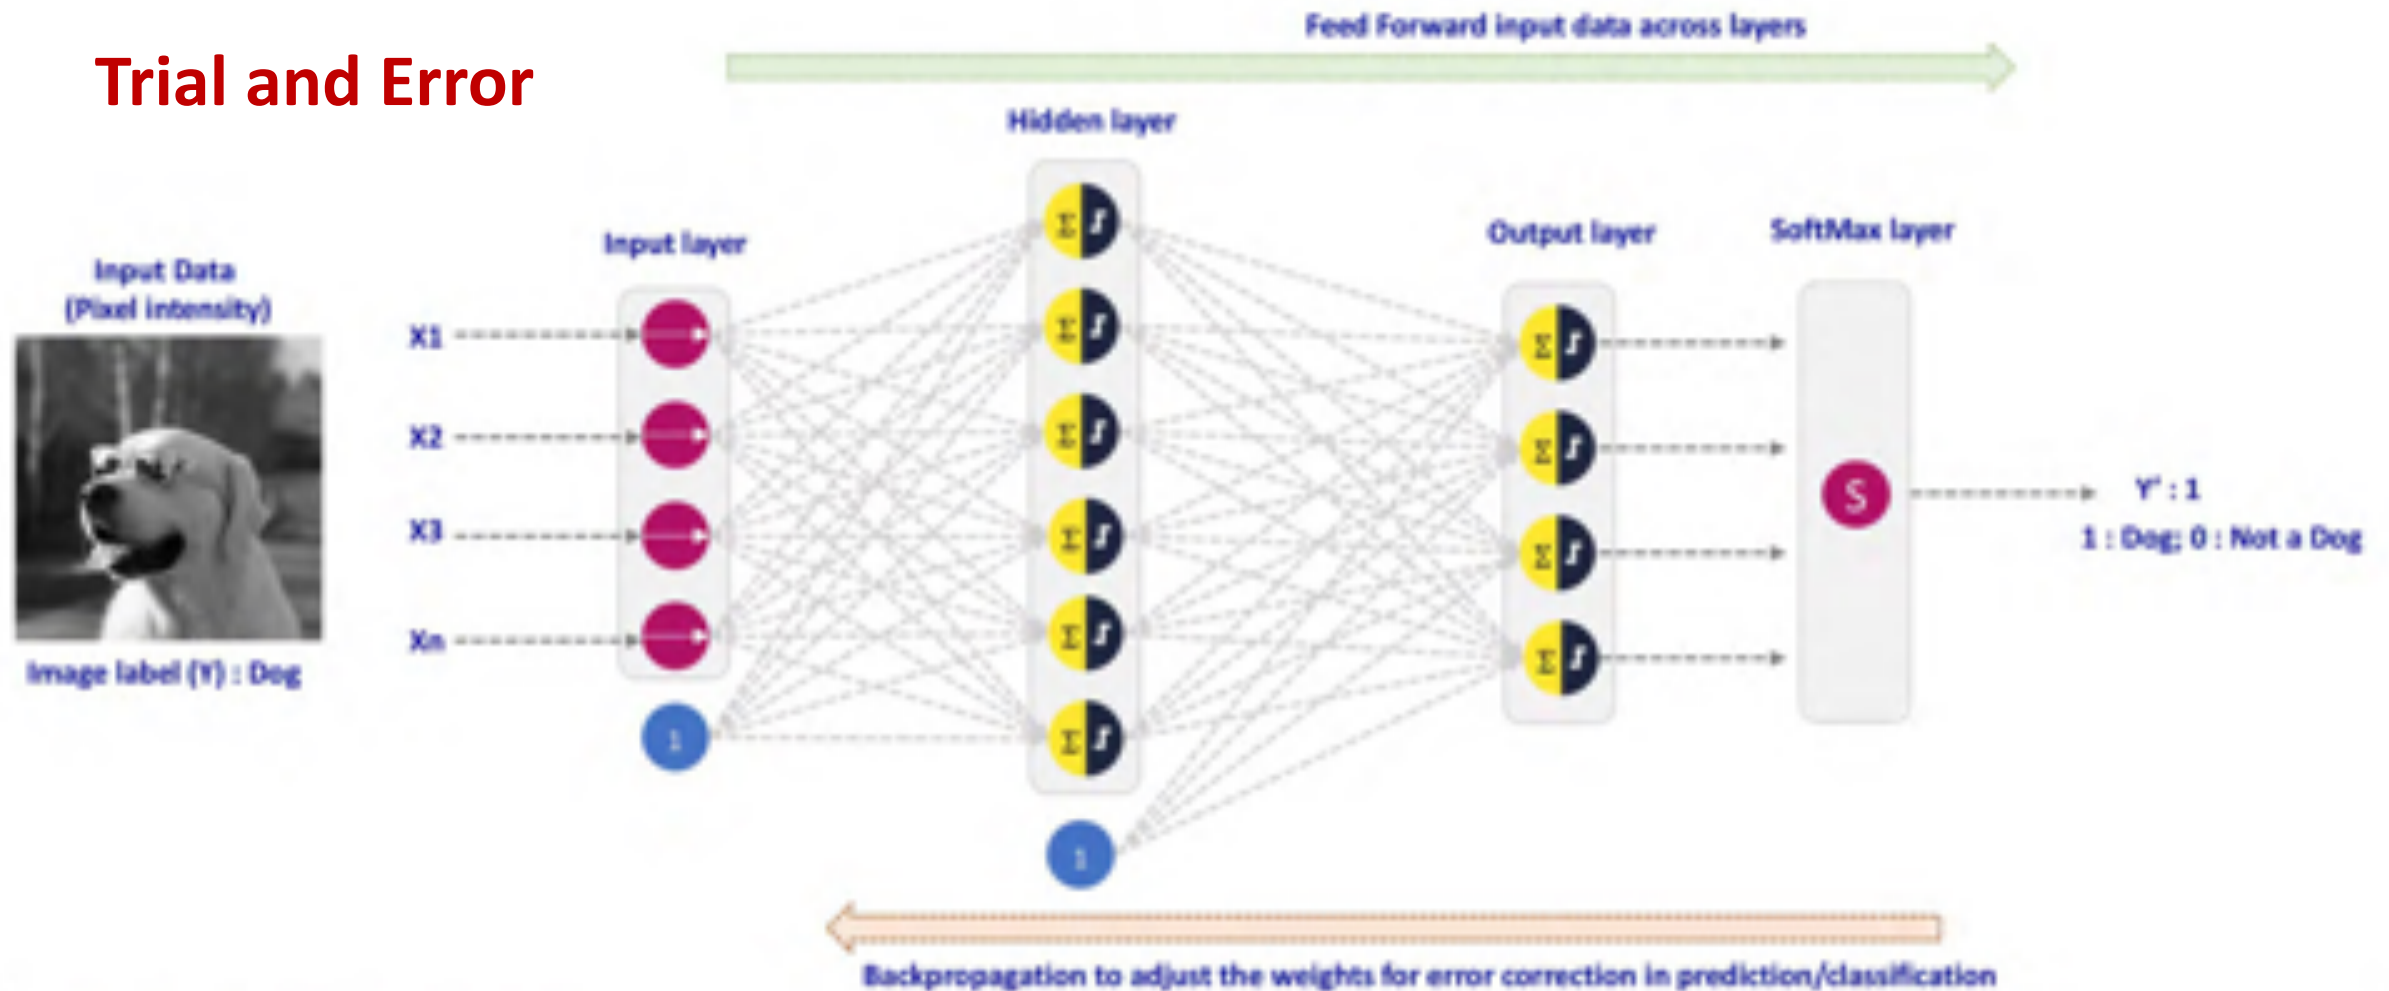 Trial and Error
Feed Forward input data across layers
Hidden layer
Input layer
Output layer
SoftMax layer
Input Data
(Pixel intensity)
X1
X2
X3
Xn
Image label (Y) : Dog
Σ
Σ
Σ
Σ
Σ
Σ
Σ
Σ
Σ
Σ
1
1
S
Y' : 1
1 : Dog; 0 : Not a Dog
Backpropagation to adjust the weights for error correction in prediction/classification